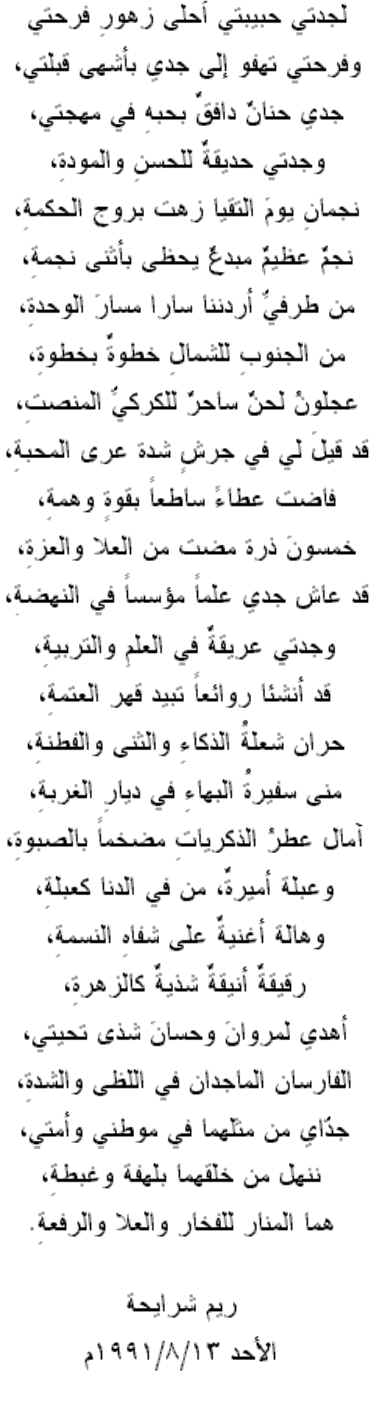 لجدتي حبيبتي أحلى زهورِ فرحتي
وفرحتي تهفو إلى جدي بأشهى قبلتي،
جدي حنانٌ دافقٌ بحبهِ في مهجتي،
وجدتي حديقةٌ للحسنِ والمودةِ،
نجمانِ يومَ التقيا زهت بروج الحكمةِ،
نجمٌ عظيمٌ مبدعٌ يحظى بأنثى نجمةِ،
من طرفيِّ أردننا سارا مسارَ الوحدةِ،
من الجنوبِ للشمالِ خطوةٌ بخطوةِ،
عجلونُ لحنٌ ساحرٌ للكركيِّ المنصتِ،
قد قيلَ لي في جرشٍ شدة عرى المحبةِ،
فاضت عطاءً ساطعاً بقوةٍ وهمةِ،
خمسونَ ذرة مضت من العلا والعزةِ،
قد عاش جدي علماً مؤسساً في النهضةِ،
وجدتي عريقةٌ في العلمِ والتربيةِ،
قد أنشئا روائعاً تبيد قهر العتمةِ،
حران شعلةُ الذكاءِ والثنى والفطنةِ،
منى سفيرةُ البهاءِ في ديارِ الغربةِ،
آمال عطرُ الذكرياتِ مضخماً بالصبوةِ،
وعبلة أميرةٌ، من في الدنا كعبلةِ،
وهالة أغنيةٌ على شفاهِ النسمةِ،
رقيقةٌ أنيقةٌ شذيةٌ كالزهرةِ،
أهدي لمروانَ وحسانَ شذى تحيتي،
الفارسان الماجدان في اللظى والشدةِ،
جدّايِ من مثلهما في موطني وأمتي،
ننهل من خلقهما بلهفة وغبطةِ،
هما المنار للفخار والعلا والرفعةِ.
ريم شرايحة
الأحد ١٩٩١/٨/١٣م